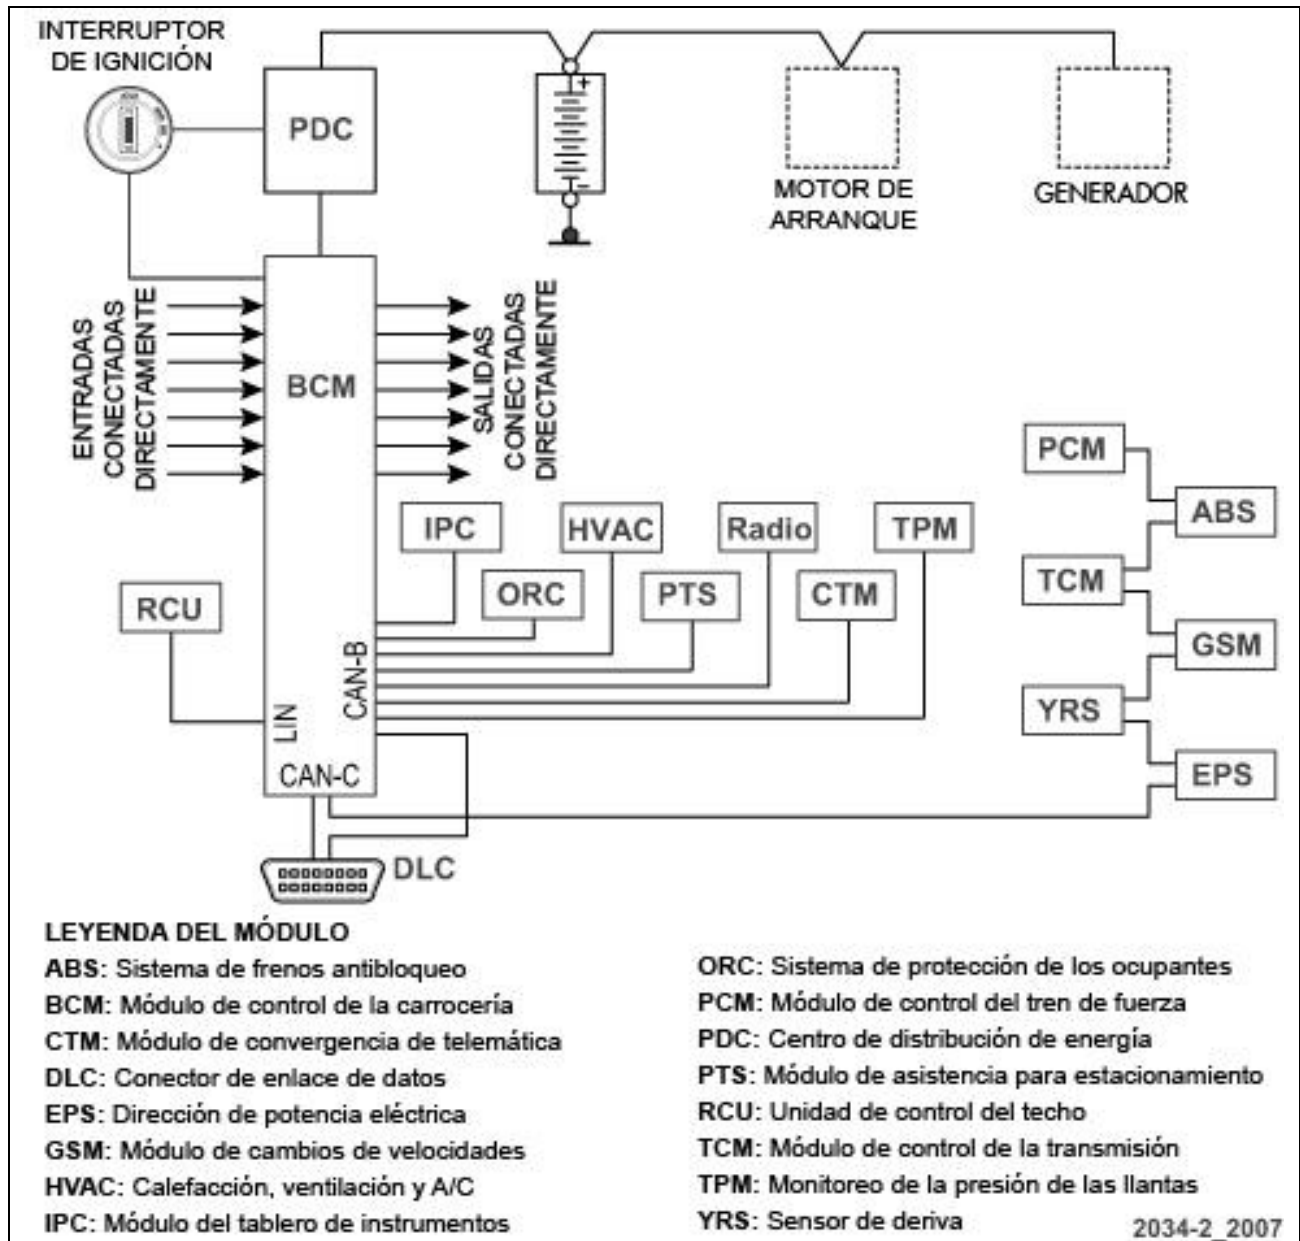 INTERRUPTOR
DE IGNICIÓN
PDC
+
-
MOTOR DE
ARRANQUE
GENERADOR
ENTRADAS
CONECTADAS
DIRECTAMENTE
BCM
SALIDAS
CONECTADAS
DIRECTAMENTE
PCM
ABS
IPC
HVAC
Radio
TPM
ORC
PTS
CTM
TCM
RCU
GSM
CAN-B
LIN
YRS
CAN-C
EPS
DLC
LEYENDA DEL MÓDULO
ABS: Sistema de frenos antibloqueo
BCM: Módulo de control de la carrocería
CTM: Módulo de convergencia de telemática
DLC: Conector de enlace de datos
EPS: Dirección de potencia eléctrica
GSM: Módulo de cambios de velocidades
HVAC: Calefacción, ventilación y A/C
IPC: Módulo del tablero de instrumentos
ORC: Sistema de protección de los ocupantes
PCM: Módulo de control del tren de fuerza
PDC: Centro de distribución de energía
PTS: Módulo de asistencia para estacionamiento
RCU: Unidad de control del techo
TCM: Módulo de control de la transmisión
TPM: Monitoreo de la presión de las llantas
YRS: Sensor de deriva
2034-2_2007